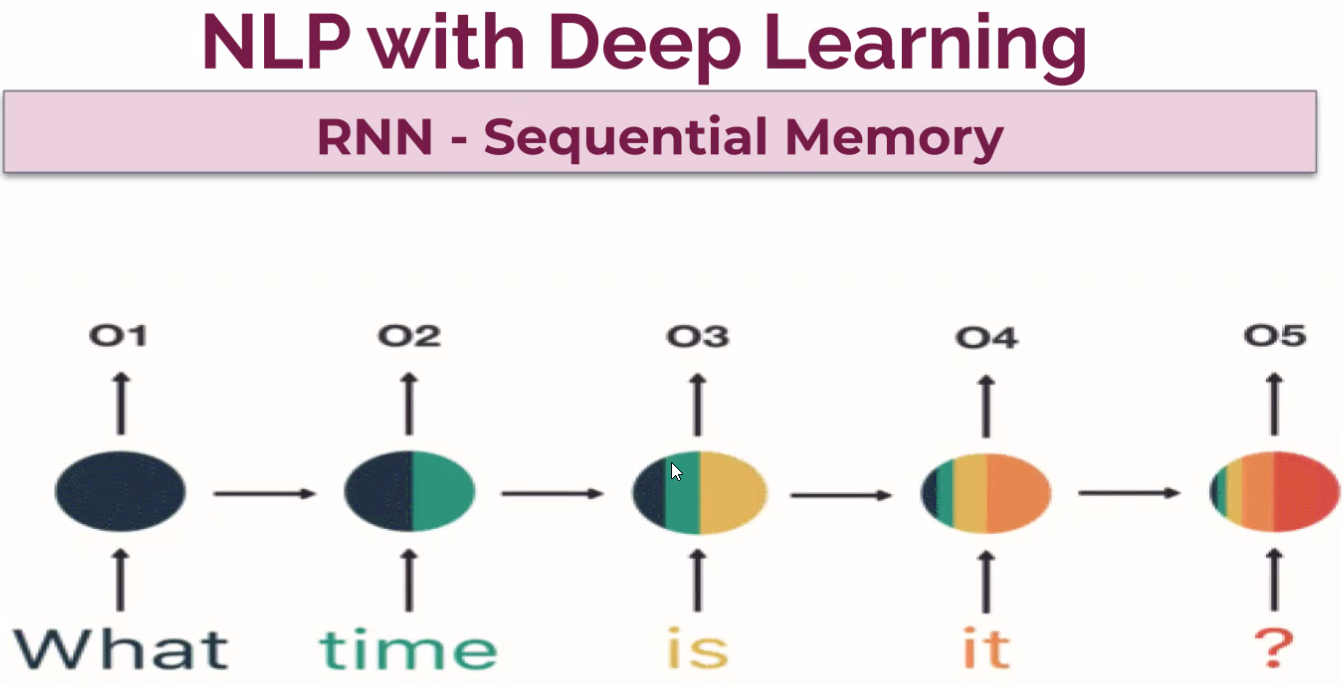 NLP with Deep Learning
RNN - Sequential Memory
O1 O2 O3 O4 O5
What time is it ?